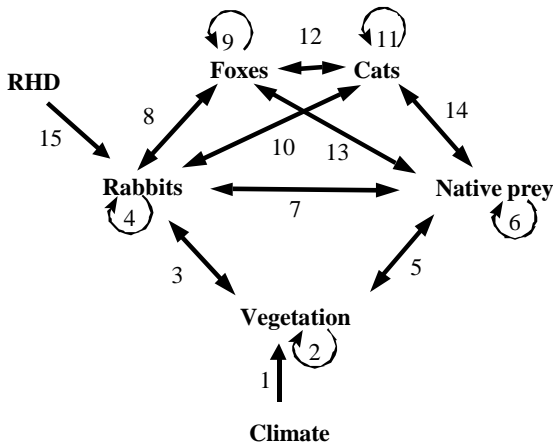 9
12
11
Foxes
Cats
RHD
8
14
15
10
13
Rabbits
Native prey
4
7
6
3
5
Vegetation
2
1
Climate